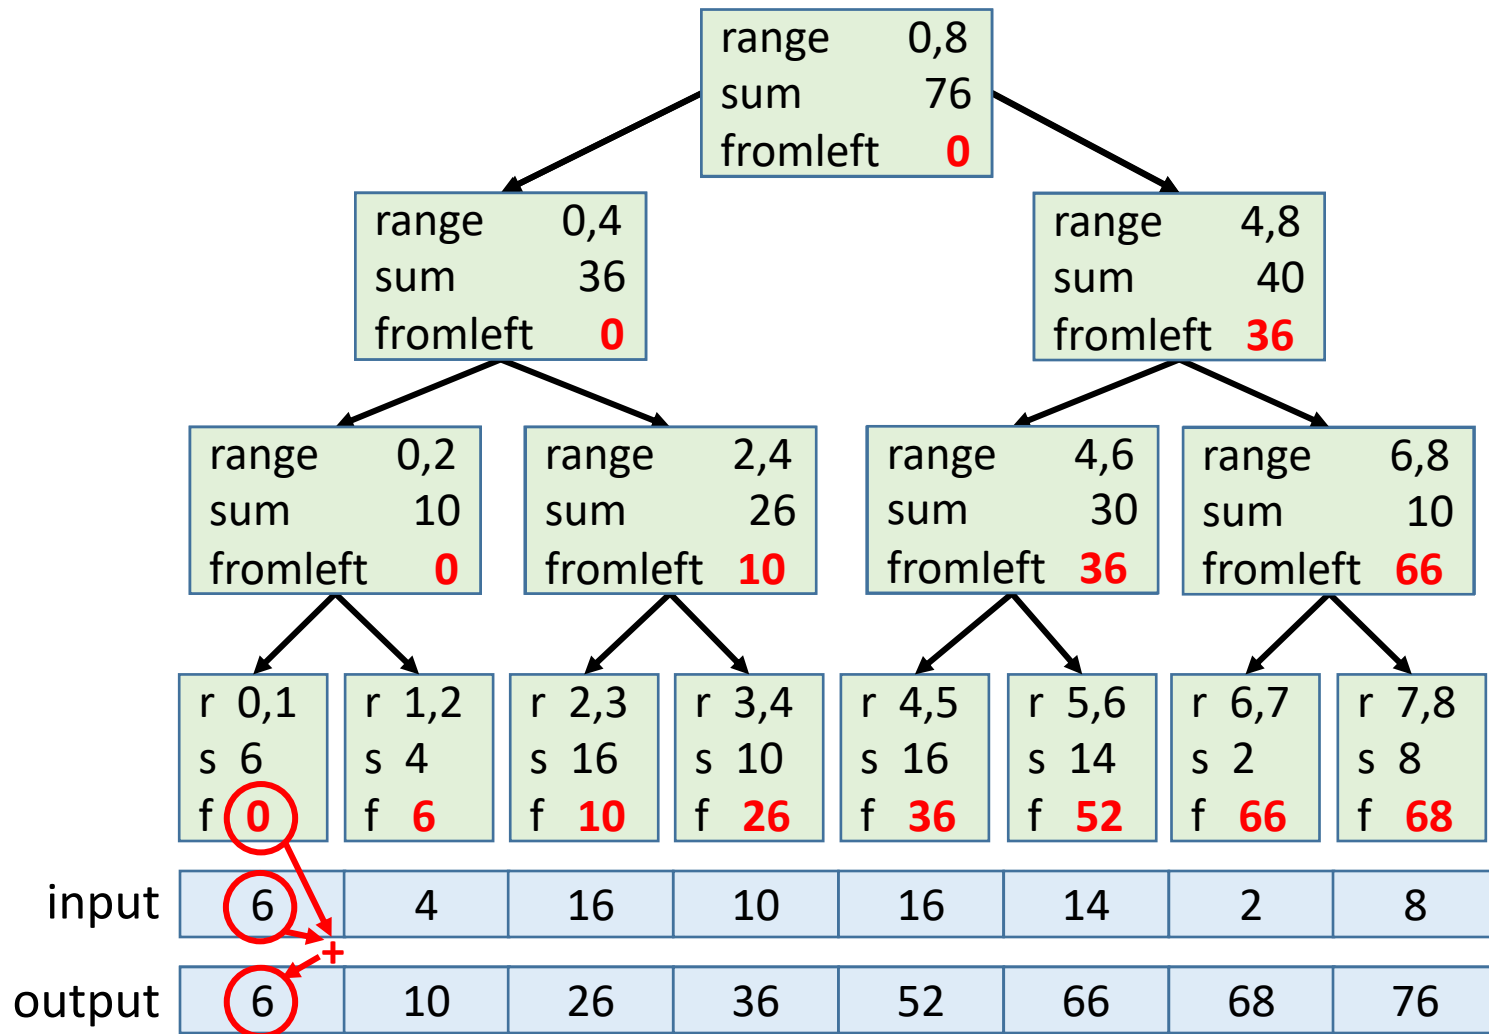 range 0,8
sum 76
fromleft 0
range 0,4
sum 36
fromleft 0
range 4,8
sum 40
fromleft 36
range 0,2
sum 10
fromleft 0
range 2,4
sum 26
fromleft 10
range 4,6
sum 30
fromleft 36
range 6,8
sum 10
fromleft 66
r 0,1
s 6
f 0
r 1,2
s 4
f 6
r 2,3
s 16
f 10
r 3,4
s 10
f 26
r 4,5
s 16
f 36
r 5,6
s 14
f 52
r 6,7
s 2
f 66
r 7,8
s 8
f 68
input 6 4 16 10 16 14 2 8
+
output 6 10 26 36 52 66 68 76